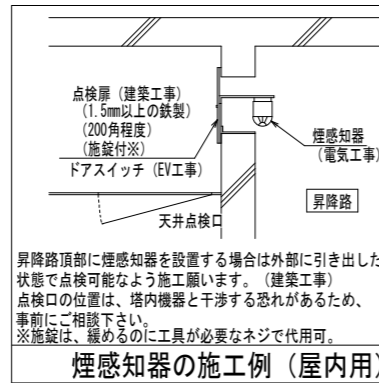 点検扉（建築工事）
（1.5mm以上の鉄製）
（200角程度）
（施錠付※）
ドアスイッチ（EV工事）
煙感知器
（電気工事）
昇降路
天井点検口
昇降路頂部に煙感知器を設置する場合は外部に引き出した
状態で点検可能なよう施工願います。（建築工事）
点検口の位置は、塔内機器と干渉する恐れがあるため、
事前にご相談下さい。
※施錠は、緩めるのに工具が必要なネジで代用可。
煙感知器の施工例（屋内用）